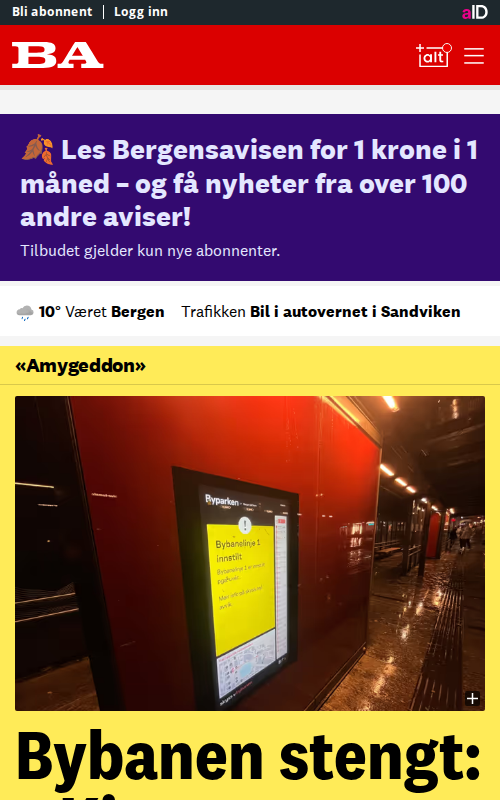 Bli abonnent | Logg inn
aID
BA
+alt
Les Bergensavisen for 1 krone i 1
måned – og få nyheter fra over 100
andre aviser!
Tilbudet gjelder kun nye abonnenter.
10° Været Bergen Trafikken Bil i autovernet i Sandviken
«Amygeddon»
Byparken
!
Bybanelinje 1
innstilt
Bybanen stengt: